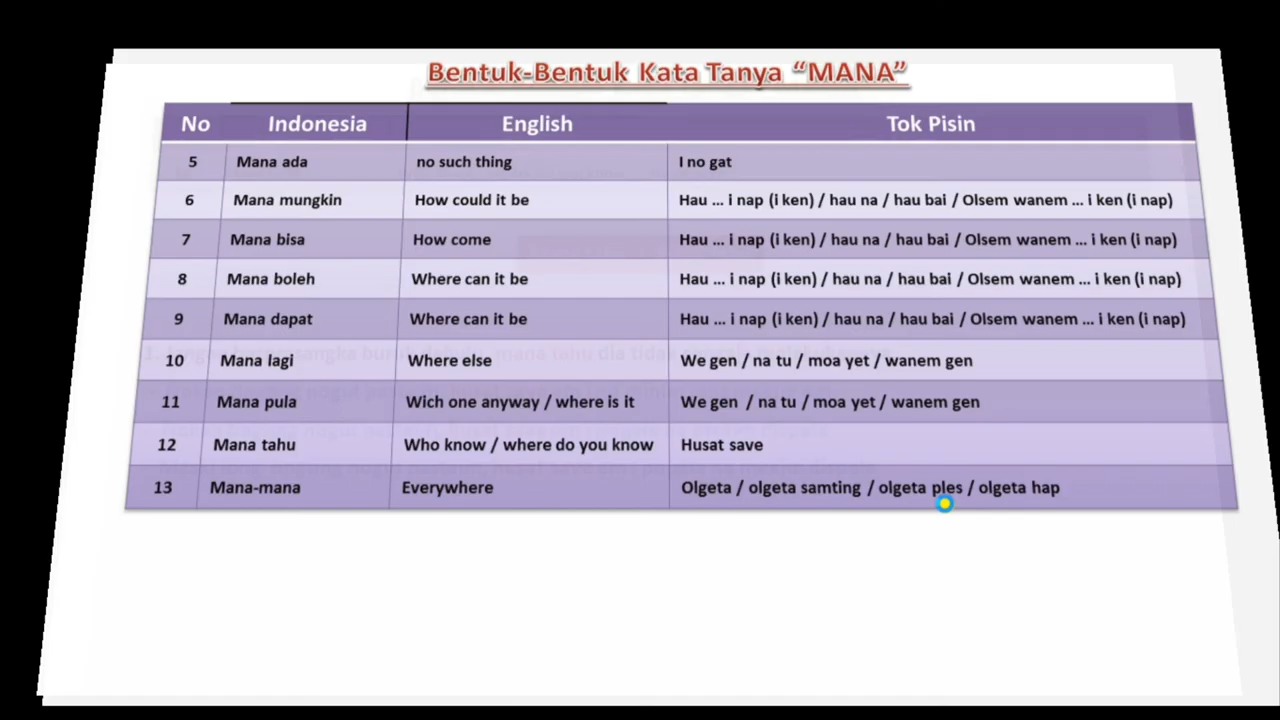 Bentuk-Bentuk Kata Tanya “MANA”
No Indonesia English Tok Pisin
5 Mana ada no such thing I no gat
6 Mana mungkin How could it be Hau ... i nap (i ken) / hau na / hau bai / Olsem wanem ... i ken (i nap)
7 Mana bisa How come Hau ... i nap (i ken) / hau na / hau bai / Olsem wanem ... i ken (i nap)
8 Mana boleh Where can it be Hau ... i nap (i ken) / hau na / hau bai / Olsem wanem ... i ken (i nap)
9 Mana dapat Where can it be Hau ... i nap (i ken) / hau na / hau bai / Olsem wanem ... i ken (i nap)
10 Mana lagi Where else We gen / na tu / moa yet / wanem gen
11 Mana pula Wich one anyway / where is it We gen / na tu / moa yet / wanem gen
12 Mana tahu Who know / where do you know Husat save
13 Mana-mana Everywhere Olgeta / olgeta samting / olgeta ples / olgeta hap